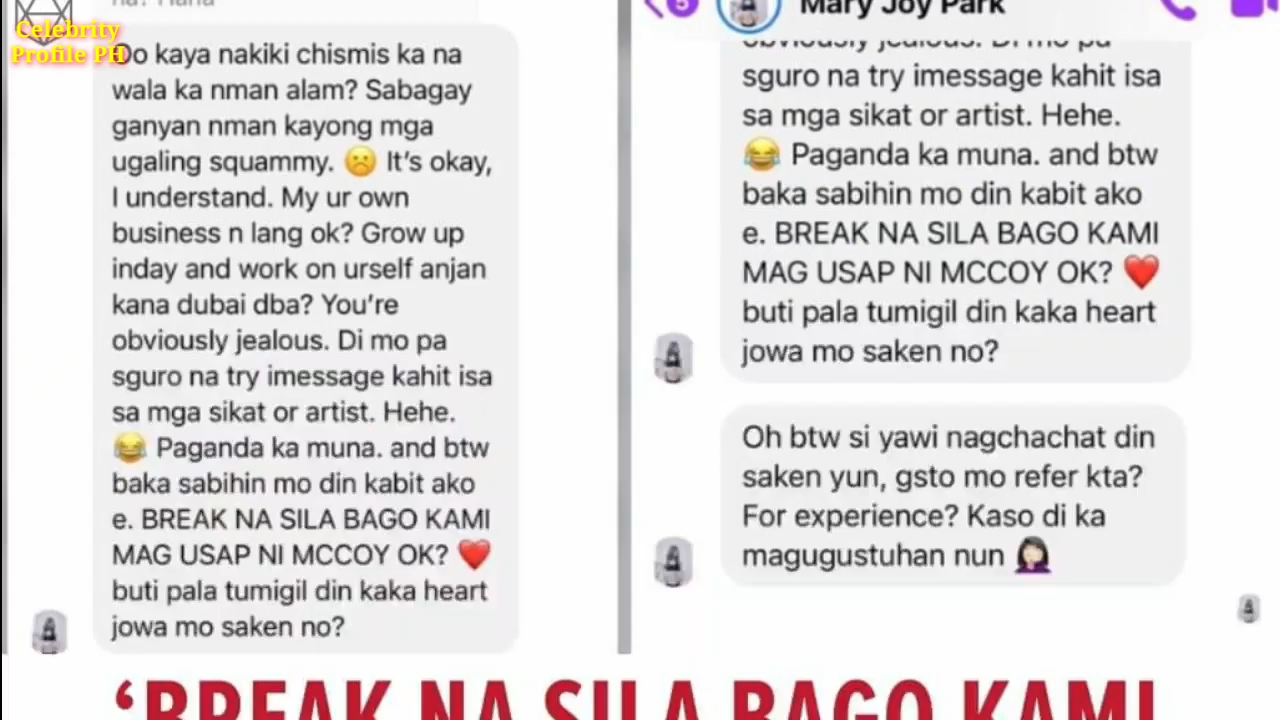 Celebrity
Profile PH
na? Haha
Do kaya nakiki chismis ka na
wala ka nman alam? Sabagay
ganyan nman kayong mga
ugaling squammy. ☹️ It’s okay,
I understand. My ur own
business n lang ok? Grow up
inday and work on urself anjan
kana dubai dba? You’re
obviously jealous. Di mo pa
sguro na try imessage kahit isa
sa mga sikat or artist. Hehe.
😂 Paganda ka muna. and btw
baka sabihin mo din kabit ako
e. BREAK NA SILA BAGO KAMI
MAG USAP NI MCCOY OK? ❤️
buti pala tumigil din kaka heart
jowa mo saken no?
5
Mary Joy Park
obviously jealous. Di mo pa
sguro na try imessage kahit isa
sa mga sikat or artist. Hehe.
😂 Paganda ka muna. and btw
baka sabihin mo din kabit ako
e. BREAK NA SILA BAGO KAMI
MAG USAP NI MCCOY OK? ❤️
buti pala tumigil din kaka heart
jowa mo saken no?
Oh btw si yawi nagchachat din
saken yun, gsto mo refer kta?
For experience? Kaso di ka
magugustuhan nun 🤦🏻‍♀️
‘BREAK NA SILA BAGO KAMI